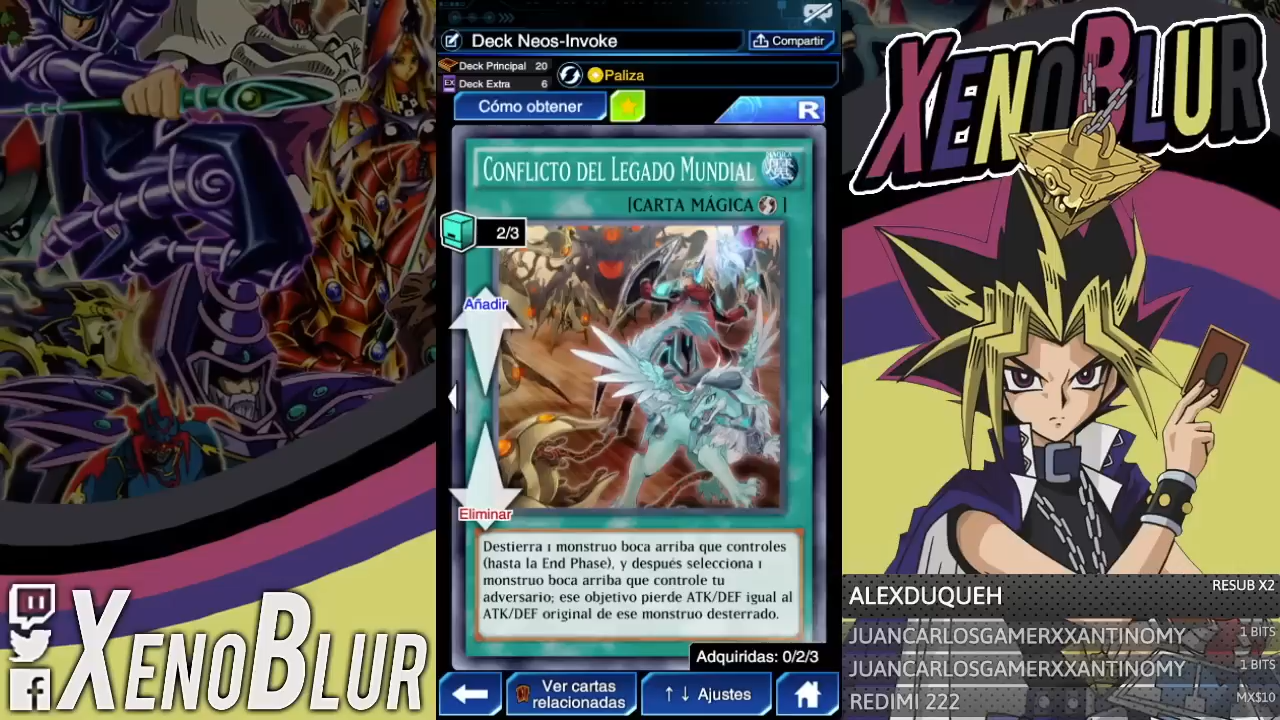 Deck Neos-Invoke
Compartir
Deck Principal 20
EX Deck Extra 6
Paliza
Cómo obtener
R
CONFLICTO DEL LEGADO MUNDIAL
[CARTA MÁGICA ]
2/3
Añadir
Eliminar
Destierra 1 monstruo boca arriba que controles
(hasta la End Phase), y después selecciona 1
monstruo boca arriba que controle tu
adversario; ese objetivo pierde ATK/DEF igual al
ATK/DEF original de ese monstruo desterrado.
Adquiridas: 0/2/3
Ver cartas
relacionadas
↑ ↓ Ajustes
XENOBLUR
XENOBLUR
ALEXDUQUEH RESUB X2
JUANCARLOSGAMERXXANTINOMY 1 BITS
JUANCARLOSGAMERXXANTINOMY 1 BITS
REDIMI 222 MX$10